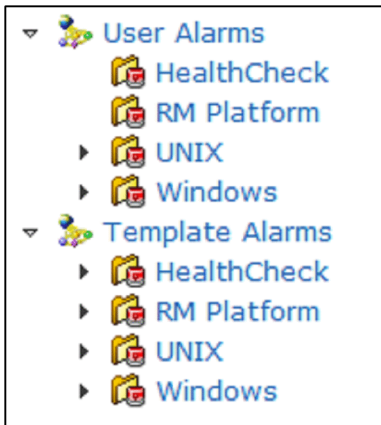 User Alarms
HealthCheck
RM Platform
UNIX
Windows
Template Alarms
HealthCheck
RM Platform
UNIX
Windows